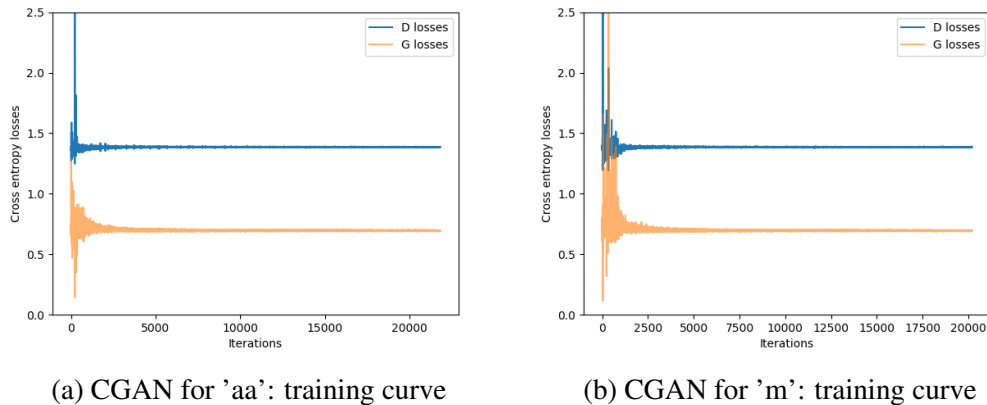 2.5
2.0
1.5
1.0
0.5
0.0
Cross entropy losses
D losses
G losses
0 5000 10000 15000 20000
Iterations
(a) CGAN for 'aa': training curve
2.5
2.0
1.5
1.0
0.5
0.0
Cross entropy losses
D losses
G losses
0 2500 5000 7500 10000 12500 15000 17500 20000
Iterations
(b) CGAN for 'm': training curve